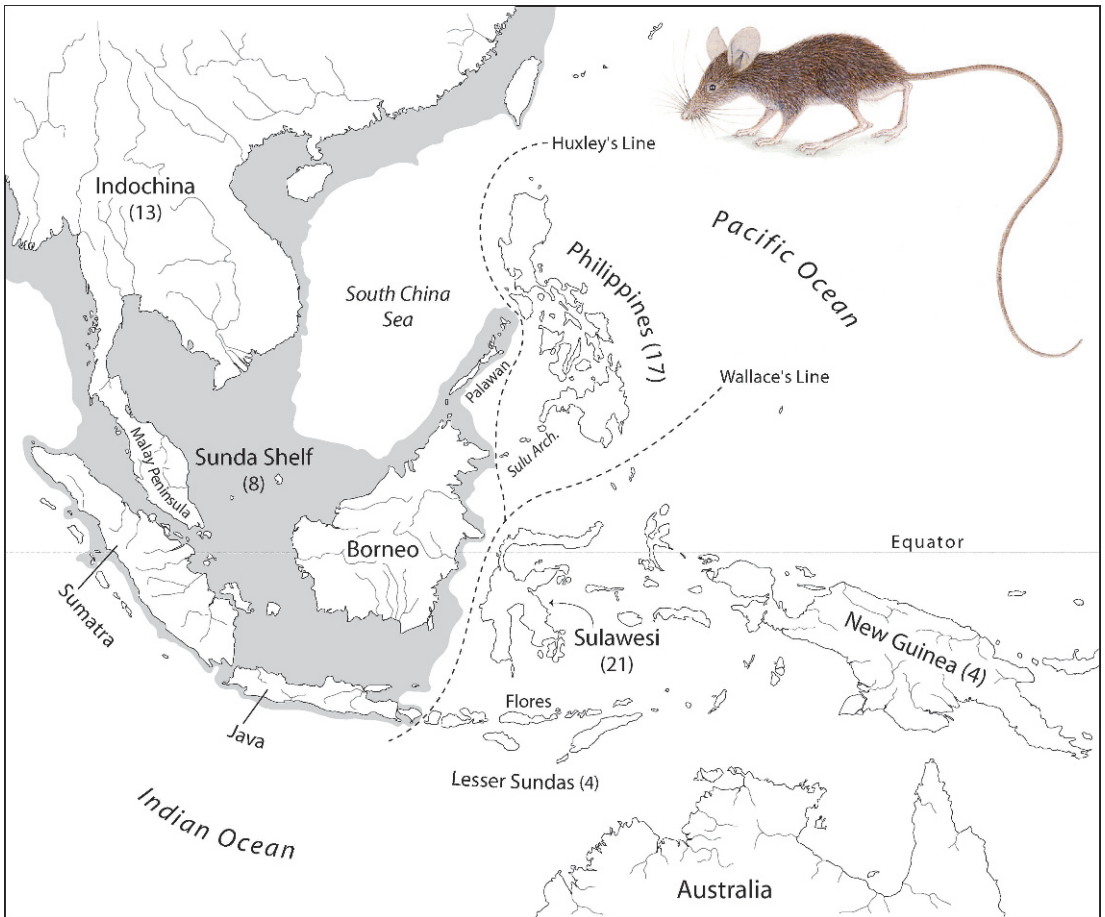 Huxley's Line
Indochina
(13)
Pacific Ocean
Philippines (17)
South China
Sea
Palawan
Wallace's Line
Sulu Arch.
Malay Peninsula
Sunda Shelf
(8)
Equator
Borneo
Sumatra
Sulawesi
(21)
New Guinea (4)
Flores
Java
Lesser Sundas (4)
Indian Ocean
Australia